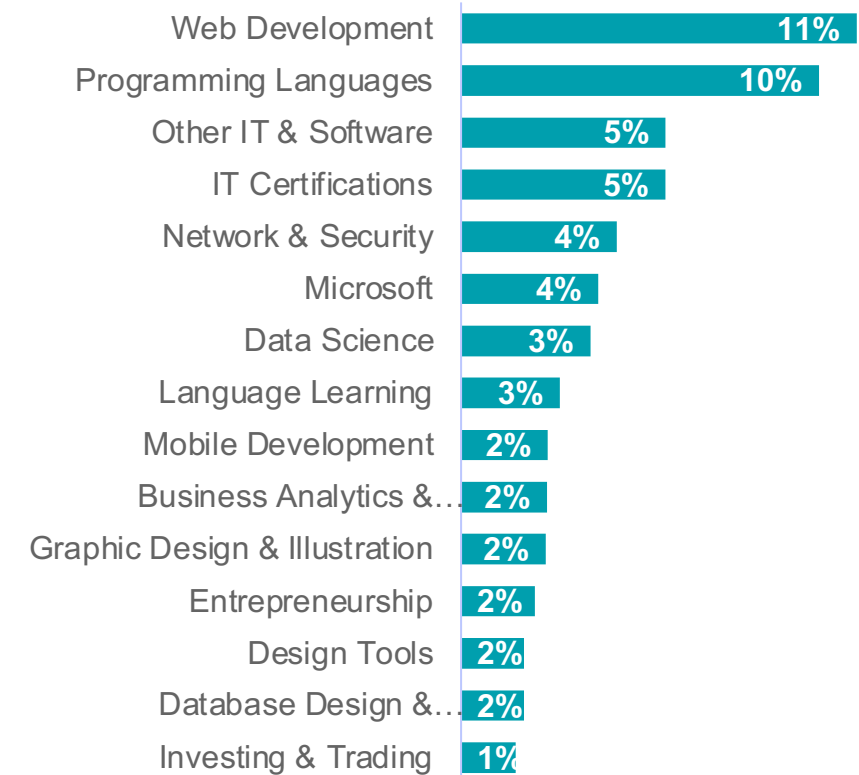 Web Development 11%
Programming Languages 10%
Other IT & Software 5%
IT Certifications 5%
Network & Security 4%
Microsoft 4%
Data Science 3%
Language Learning 3%
Mobile Development 2%
Business Analytics &… 2%
Graphic Design & Illustration 2%
Entrepreneurship 2%
Design Tools 2%
Database Design &… 2%
Investing & Trading 1%